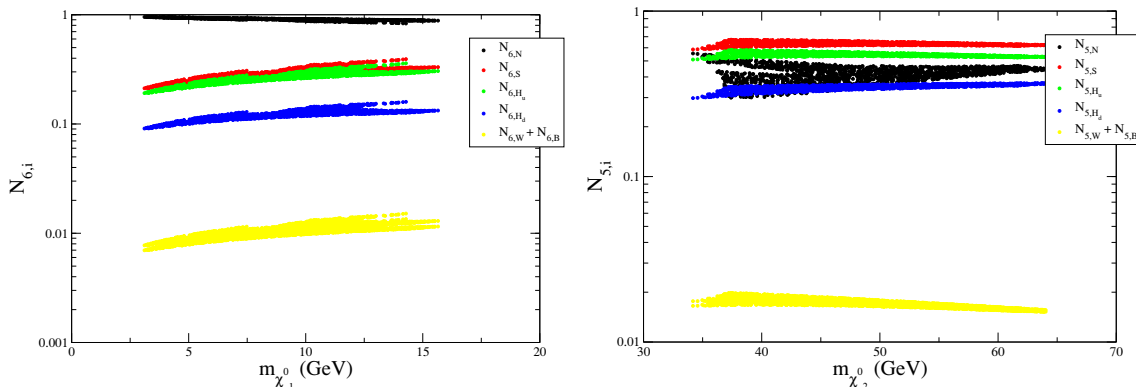 1
0.1
0.01
0.001
N6,i
0
5
10
15
20
mχ01 (GeV)
N6,N
N6,S
N6,Hu
N6,Hd
N6,W + N6,B
1
0.1
0.01
N5,i
30
40
50
60
70
mχ02 (GeV)
N5,N
N5,S
N5,Hu
N5,Hd
N5,W + N5,B